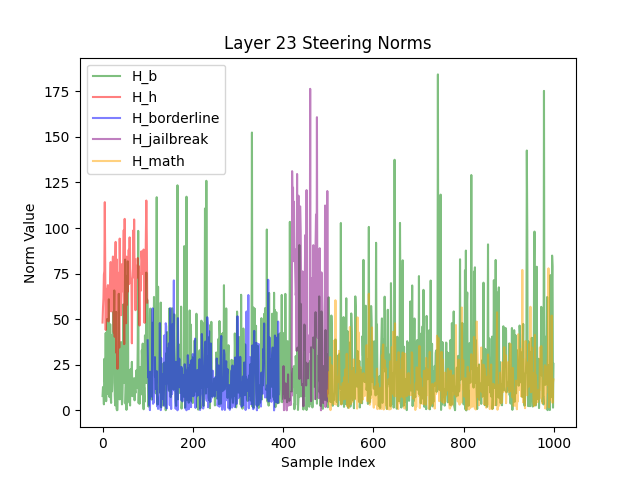 Layer 23 Steering Norms
H_b
H_h
H_borderline
H_jailbreak
H_math
175
150
125
100
75
50
25
0
Norm Value
0
200
400
600
800
1000
Sample Index